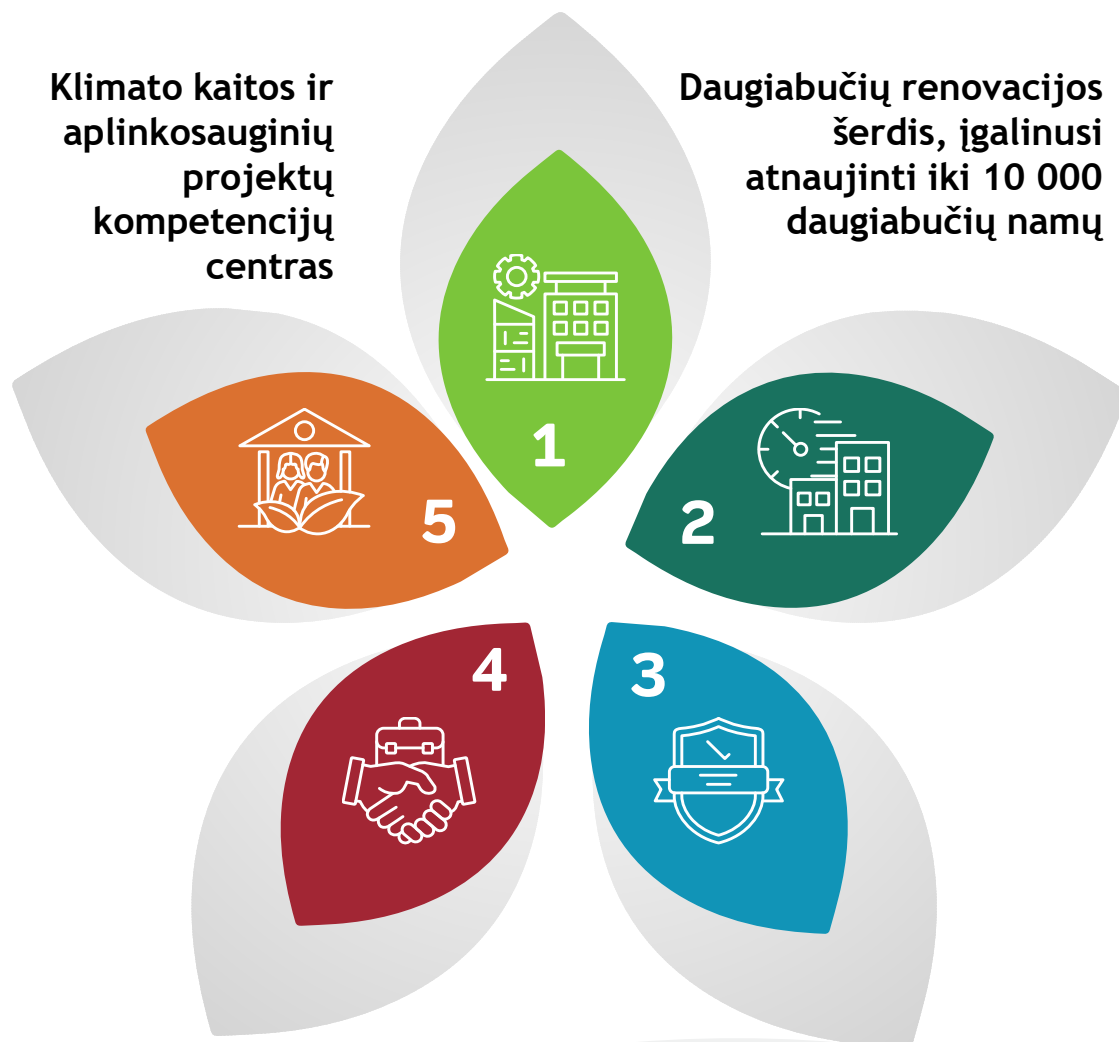 Klimato kaitos ir
aplinkosauginių
projektų
kompetencijų
centras
Daugiabučių renovacijos
šerdis, įgalinusi
atnaujinti iki 10 000
daugiabučių namų
1
2
3
4
5